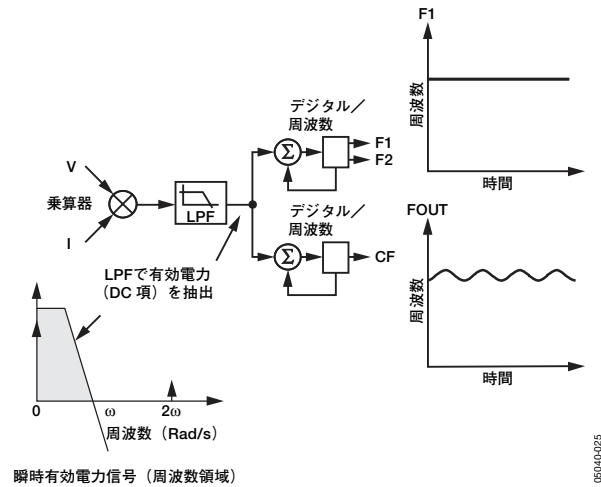 F1
周波数
時間
デジタル／
周波数
F1
F2
V
乗算器
I
LPF
Σ
デジタル／
周波数
Σ
CF
FOUT
周波数
時間
LPFで有効電力
（DC 項）を抽出
0
ω
2ω
周波数（Rad/s）
瞬時有効電力信号（周波数領域）
05040-025